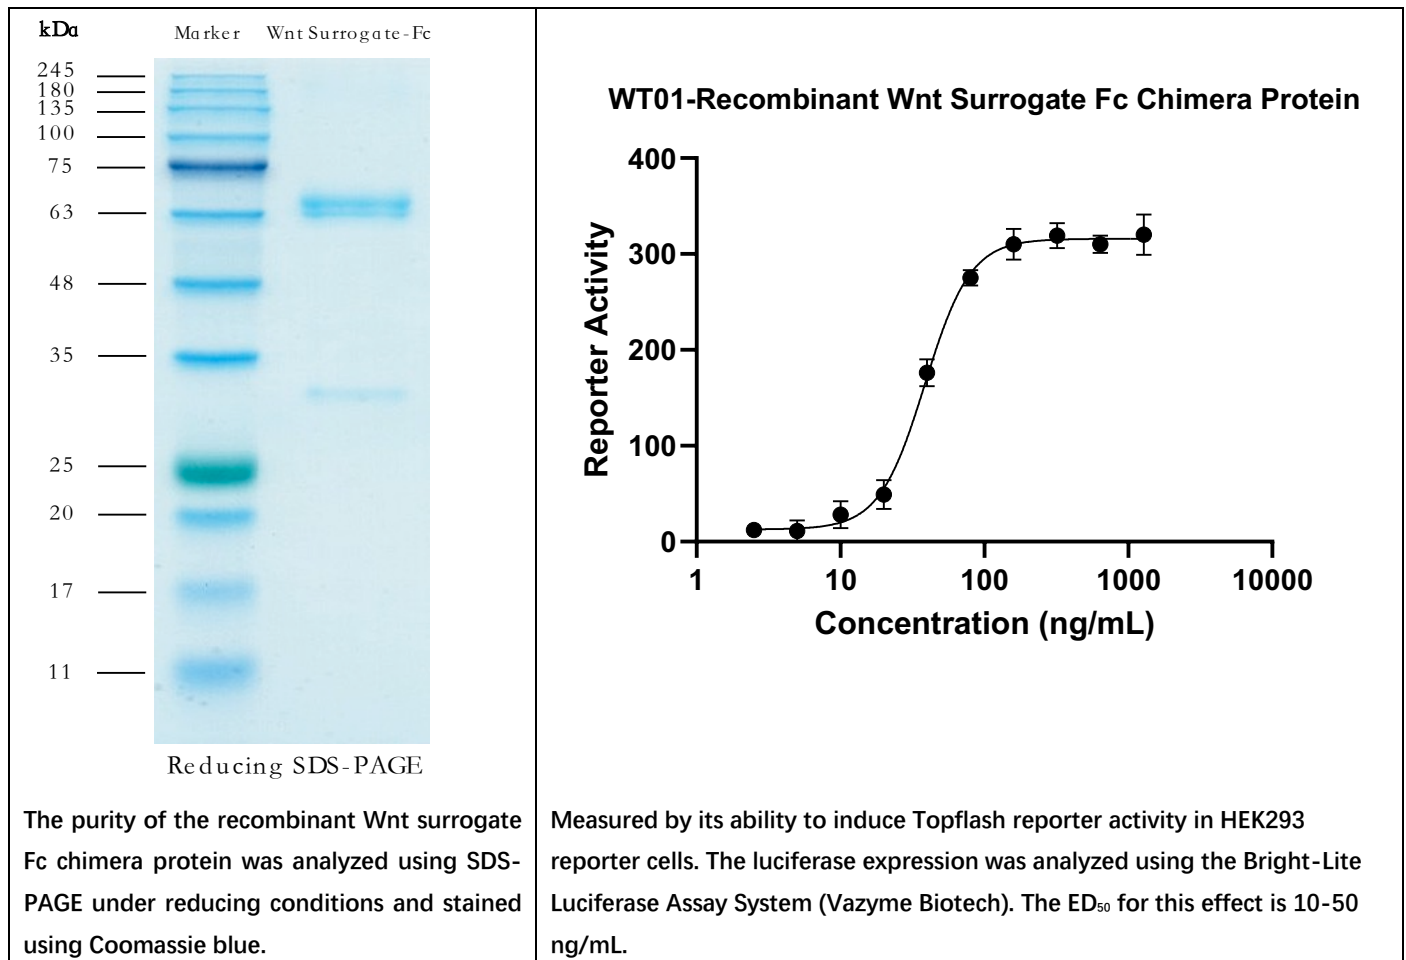 kDa
Marker Wnt Surrogate-Fc
245
180
135
100
75
63
48
35
25
20
17
11
Reducing SDS-PAGE
The purity of the recombinant Wnt surrogate
Fc chimera protein was analyzed using SDS-
PAGE under reducing conditions and stained
using Coomassie blue.
WT01-Recombinant Wnt Surrogate Fc Chimera Protein
400
300
200
100
0
Reporter Activity
1 10 100 1000 10000
Concentration (ng/mL)
Measured by its ability to induce Topflash reporter activity in HEK293
reporter cells. The luciferase expression was analyzed using the Bright-Lite
Luciferase Assay System (Vazyme Biotech). The ED50 for this effect is 10-50
ng/mL.